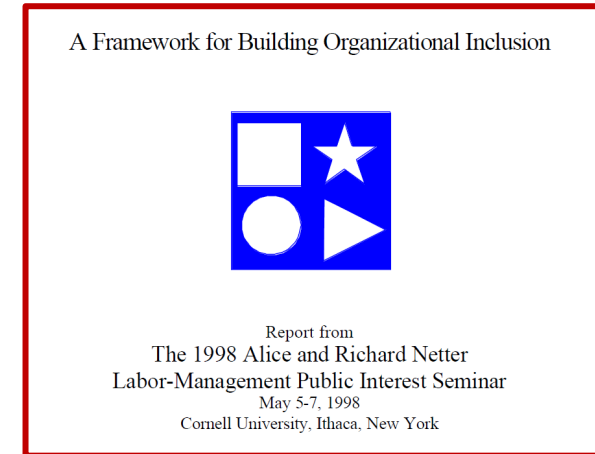 A Framework for Building Organizational Inclusion
Report from
The 1998 Alice and Richard Netter
Labor-Management Public Interest Seminar
May 5-7, 1998
Cornell University, Ithaca, New York